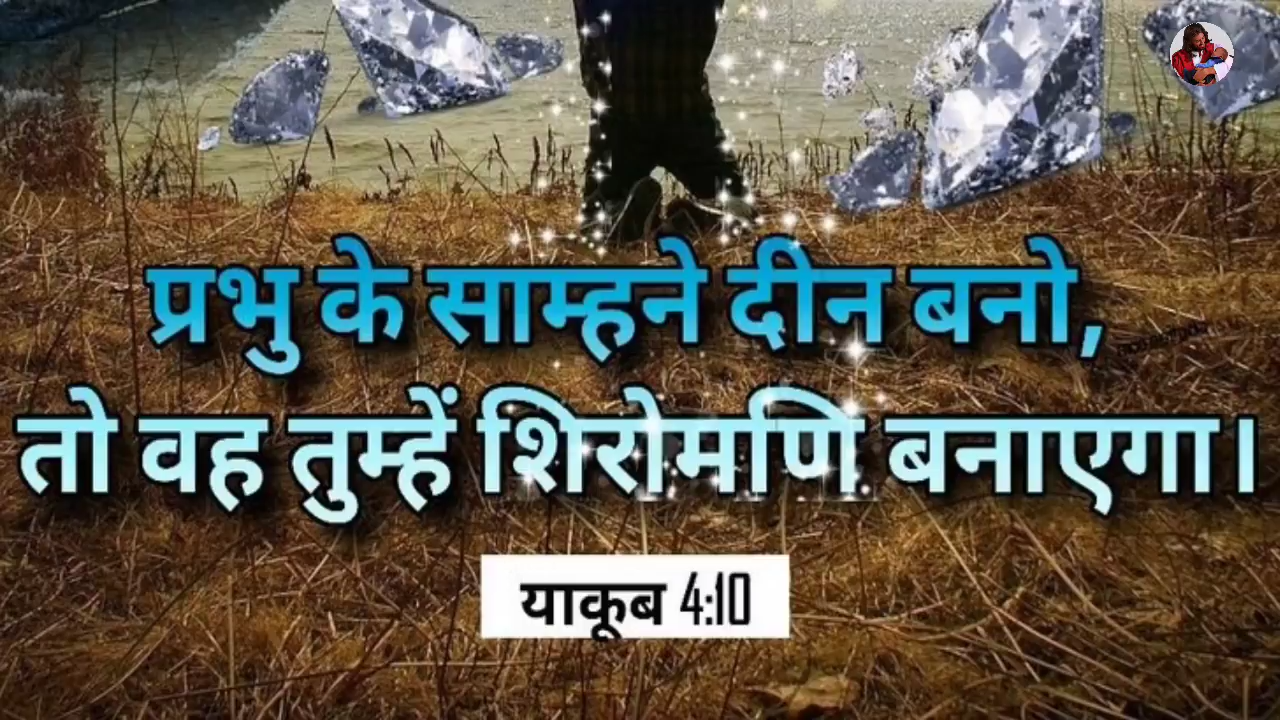 प्रभु के साम्हने दीन बनो,
तो वह तुम्हें शिरोमणि बनाएगा।
याकूब 4:10